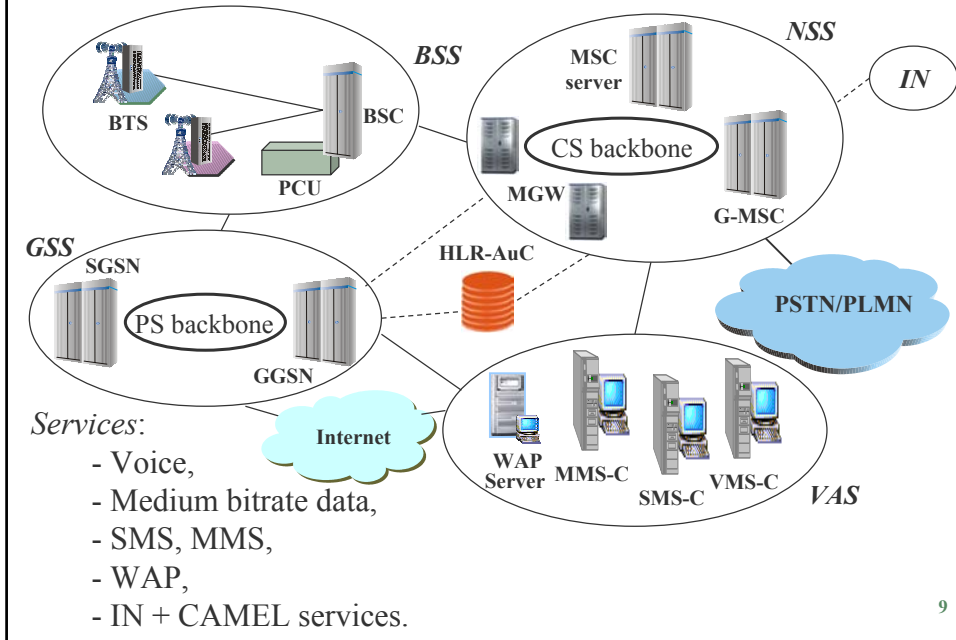 BSS
BTS
BSC
PCU
NSS
MSC
server
CS backbone
MGW
G-MSC
IN
GSS
SGSN
PS backbone
GGSN
HLR-AuC
PSTN/PLMN
Internet
WAP
Server
MMS-C
SMS-C
VMS-C
VAS
Services:
- Voice,
- Medium bitrate data,
- SMS, MMS,
- WAP,
- IN + CAMEL services.
9